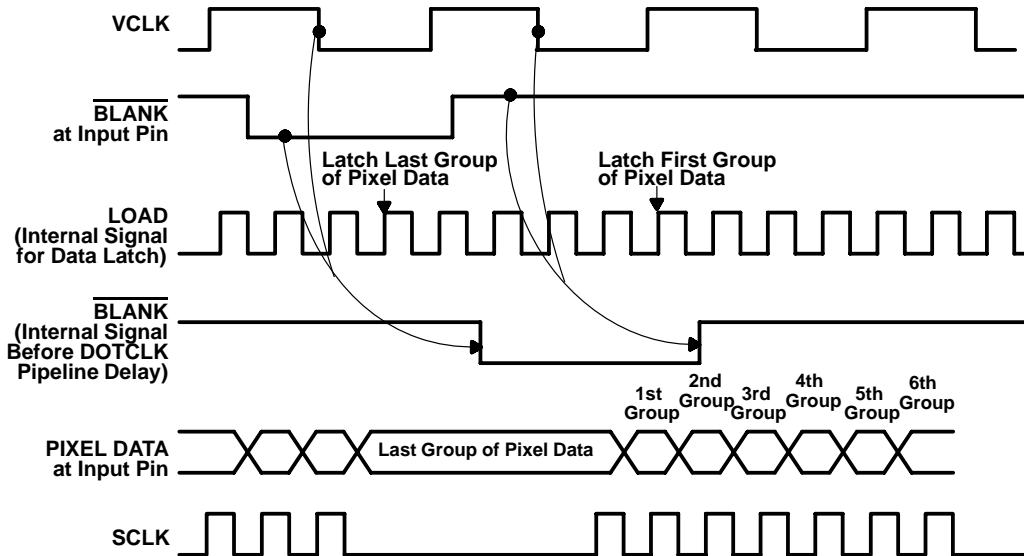 VCLK
BLANK
at Input Pin
Latch Last Group
of Pixel Data
Latch First Group
of Pixel Data
LOAD
(Internal Signal
for Data Latch)
BLANK
(Internal Signal
Before DOTCLK
Pipeline Delay)
1st
Group
2nd
Group
3rd
Group
4th
Group
5th
Group
6th
Group
PIXEL DATA
at Input Pin
Last Group of Pixel Data
SCLK